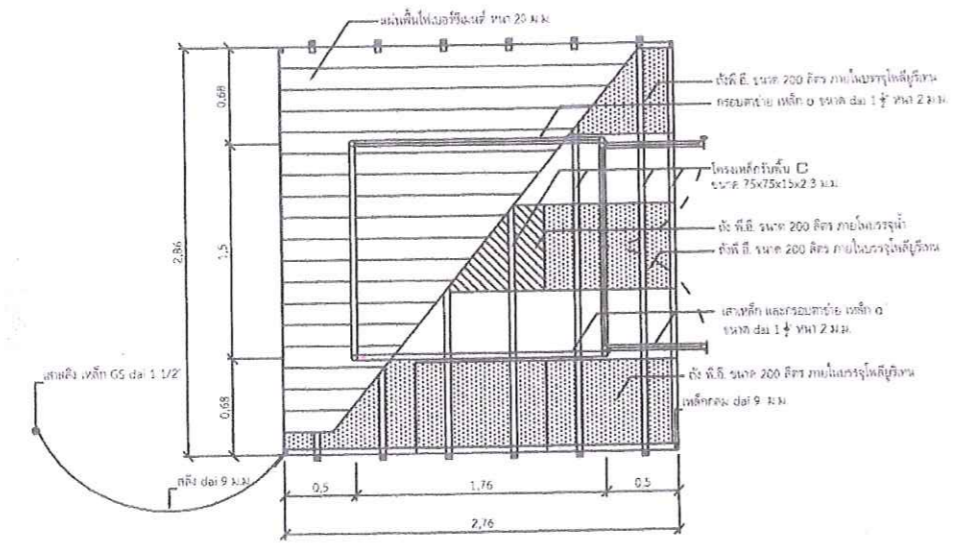 แผ่นพื้นไฟเบอร์ซีเมนต์ หนา 20 ม.ม.
ถังพี.อี. ขนาด 200 ลิตร ภายในบรรจุโพลียูรีเทน
กรอบตาข่าย เหล็ก ๐ ขนาด dai 1 ½" หนา 2 ม.ม.
โครงเหล็กรับพื้น C
ขนาด 75x75x15x2.3 ม.ม.
ถัง พี.อี. ขนาด 200 ลิตร ภายในบรรจุน้ำ
ถังพี.อี. ขนาด 200 ลิตร ภายในบรรจุโพลียูรีเทน
เสาเหล็ก และกรอบตาข่าย เหล็ก ๐
ขนาด dai 1 ½" หนา 2 ม.ม.
ถัง พี.อี. ขนาด 200 ลิตร ภายในบรรจุโพลียูรีเทน
เหล็กกลม dai 9 ม.ม.
เสาสลิง เหล็ก GS dai 1 1/2"
สลิง dai 9 ม.ม.
0,68
1,5
0,68
2,86
0,5
1,76
0,5
2,76